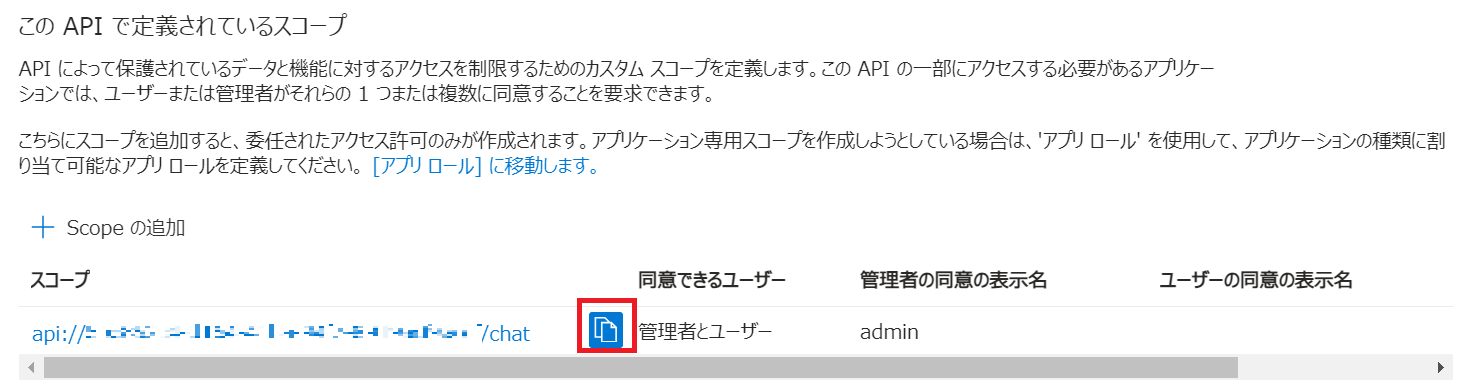 この API で定義されているスコープ
API によって保護されているデータと機能に対するアクセスを制限するためのカスタム スコープを定義します。この API の一部にアクセスする必要があるアプリケー
ションでは、ユーザーまたは管理者がそれらの 1 つまたは複数に同意することを要求できます。
こちらにスコープを追加すると、委任されたアクセス許可のみが作成されます。アプリケーション専用スコープを作成しようとしている場合は、'アプリ ロール' を使用して、アプリケーションの種類に割
り当て可能なアプリ ロールを定義してください。 [アプリ ロール] に移動します。
Scope の追加
スコープ 同意できるユーザー 管理者の同意の表示名 ユーザーの同意の表示名
api:// /chat 管理者とユーザー admin